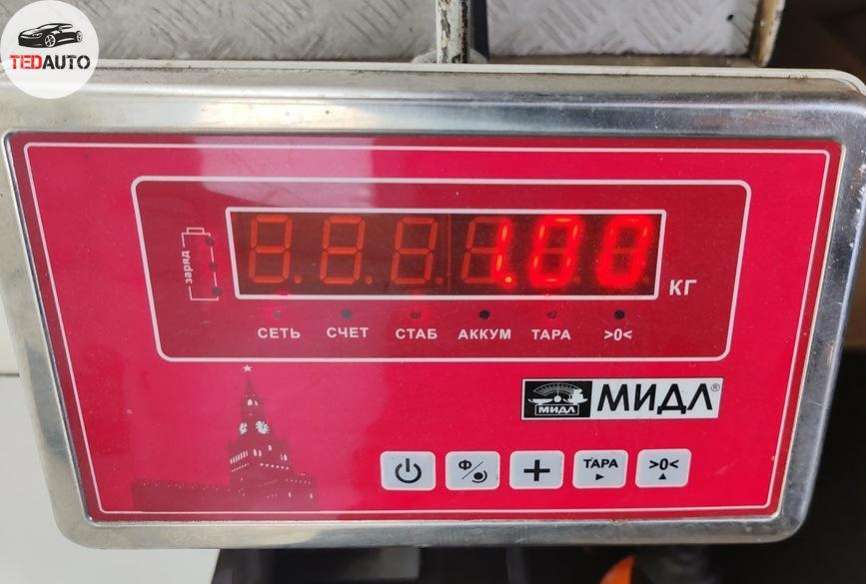 TEDAUTO
заряд
1.00
КГ
СЕТЬ СЧЕТ СТАБ АККУМ ТАРА >0<
МИДЛ МИДЛ®
Ф ТАРА >0<